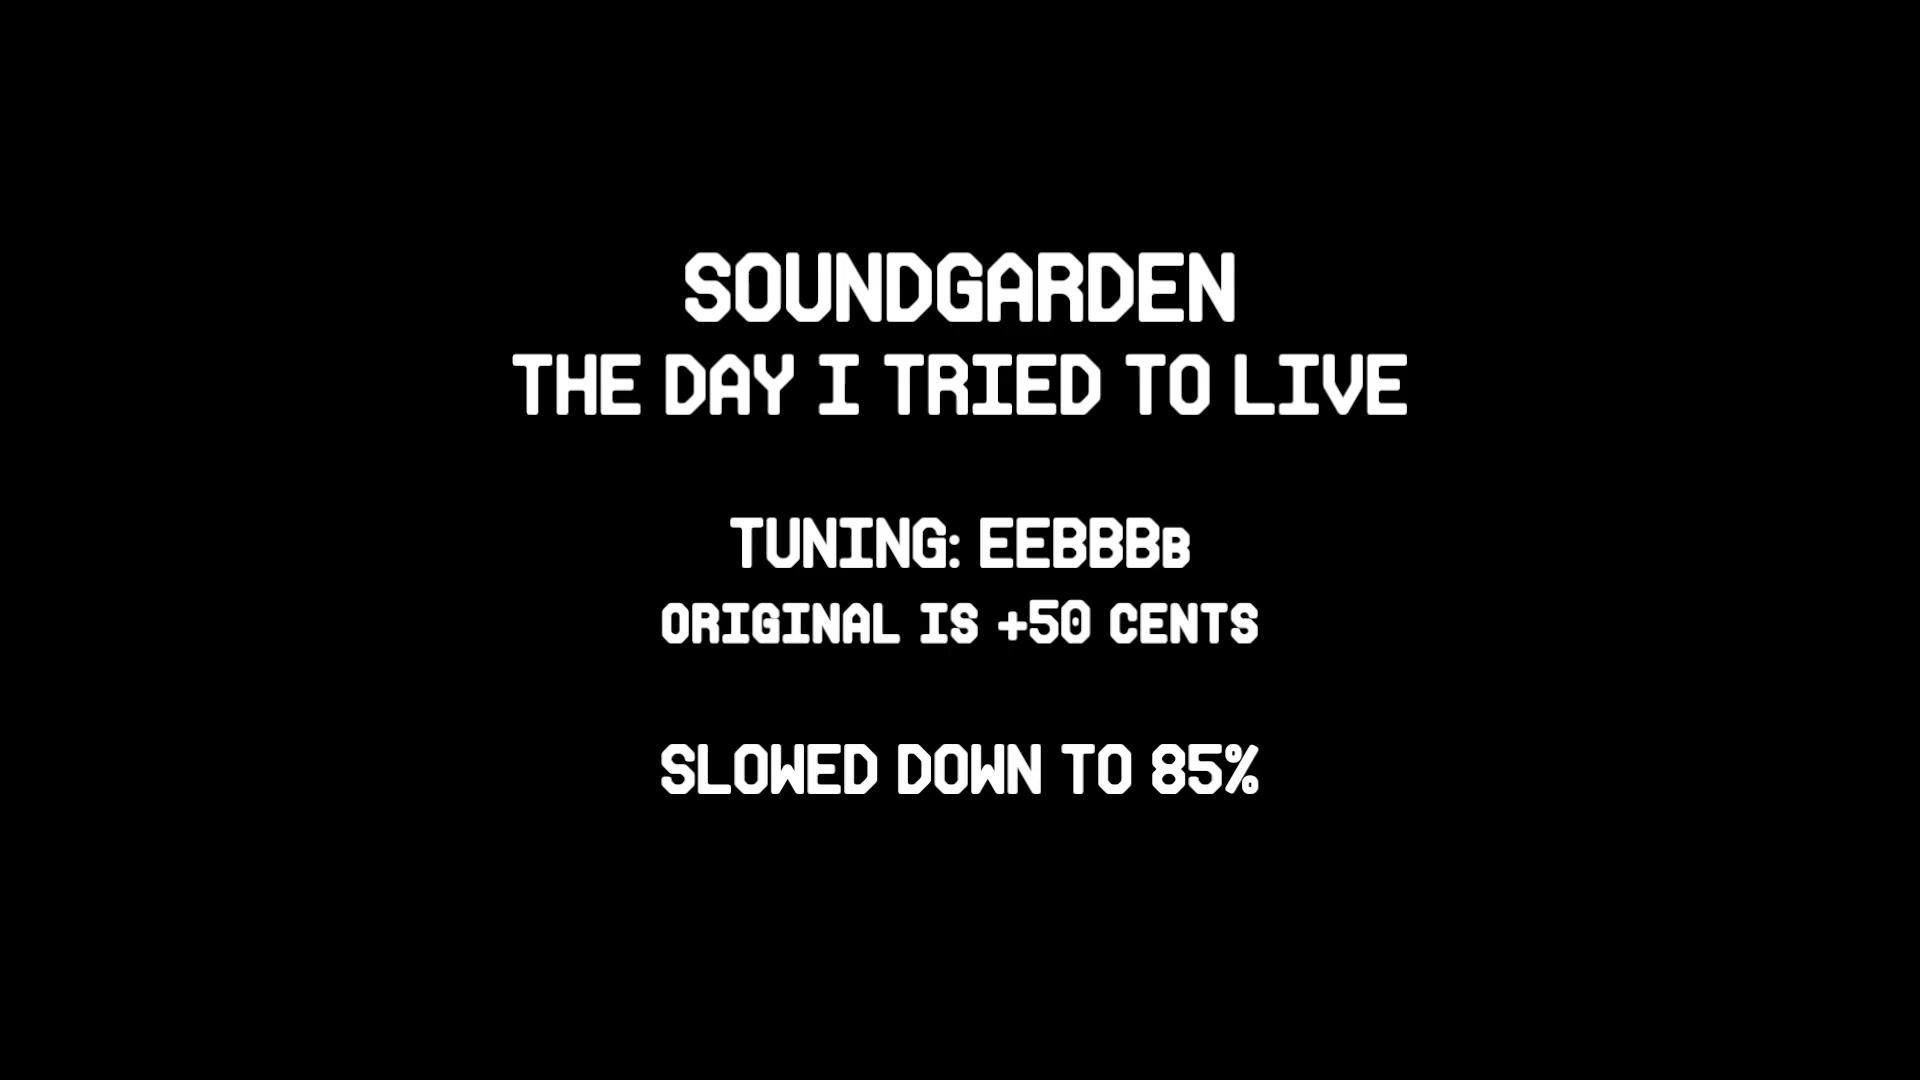 SOUNDGARDEN
THE DAY I TRIED TO LIVE
TUNING: EEBBBb
ORIGINAL IS +50 CENTS
SLOWED DOWN TO 85%